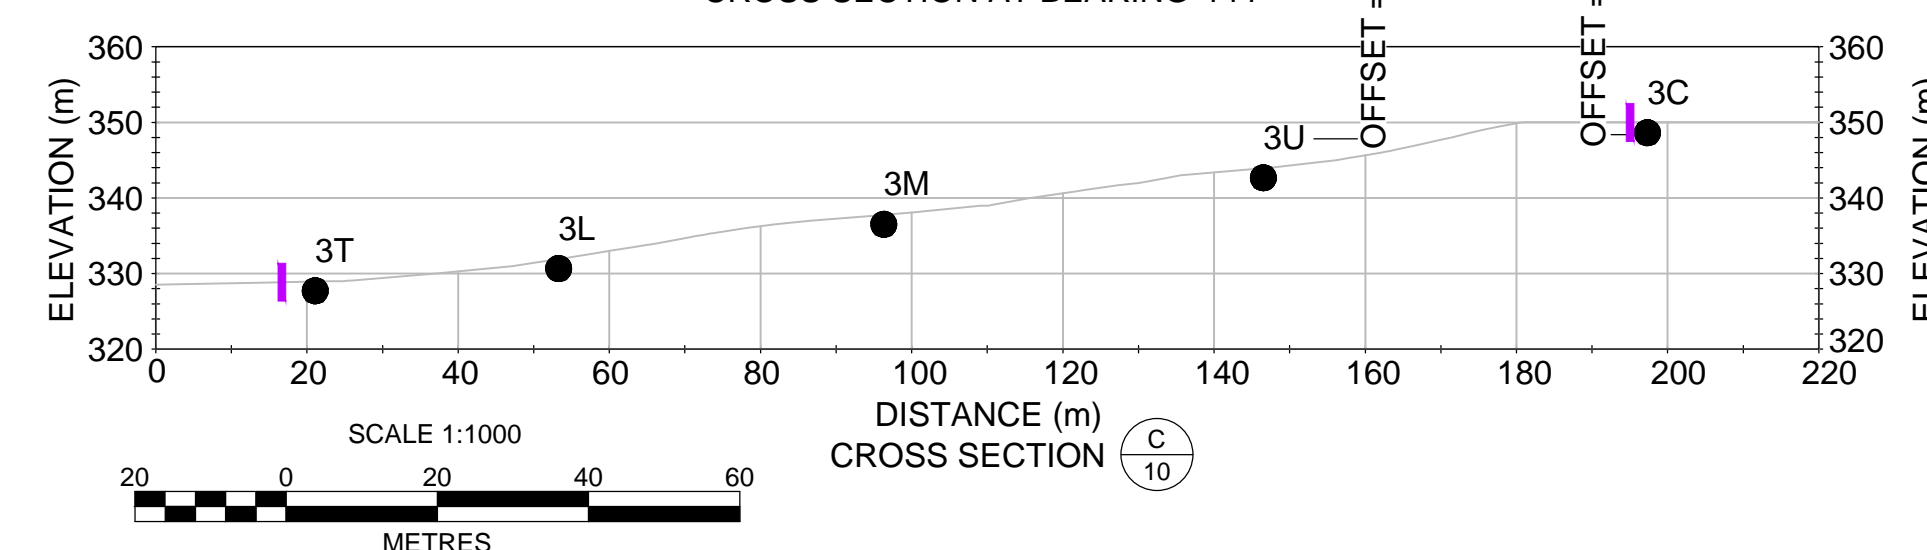 OFFSET =
OFFSET =
360
360
ELEVATION (m)
350
350
3C
3U
340
340
3M
3L
3T
330
330
320
320
ELEVATION (m)
0 20 40 60 80 100 120 140 160 180 200 220
DISTANCE (m)
CROSS SECTION
C
10
SCALE 1:1000
20 0 20 40 60
METRES